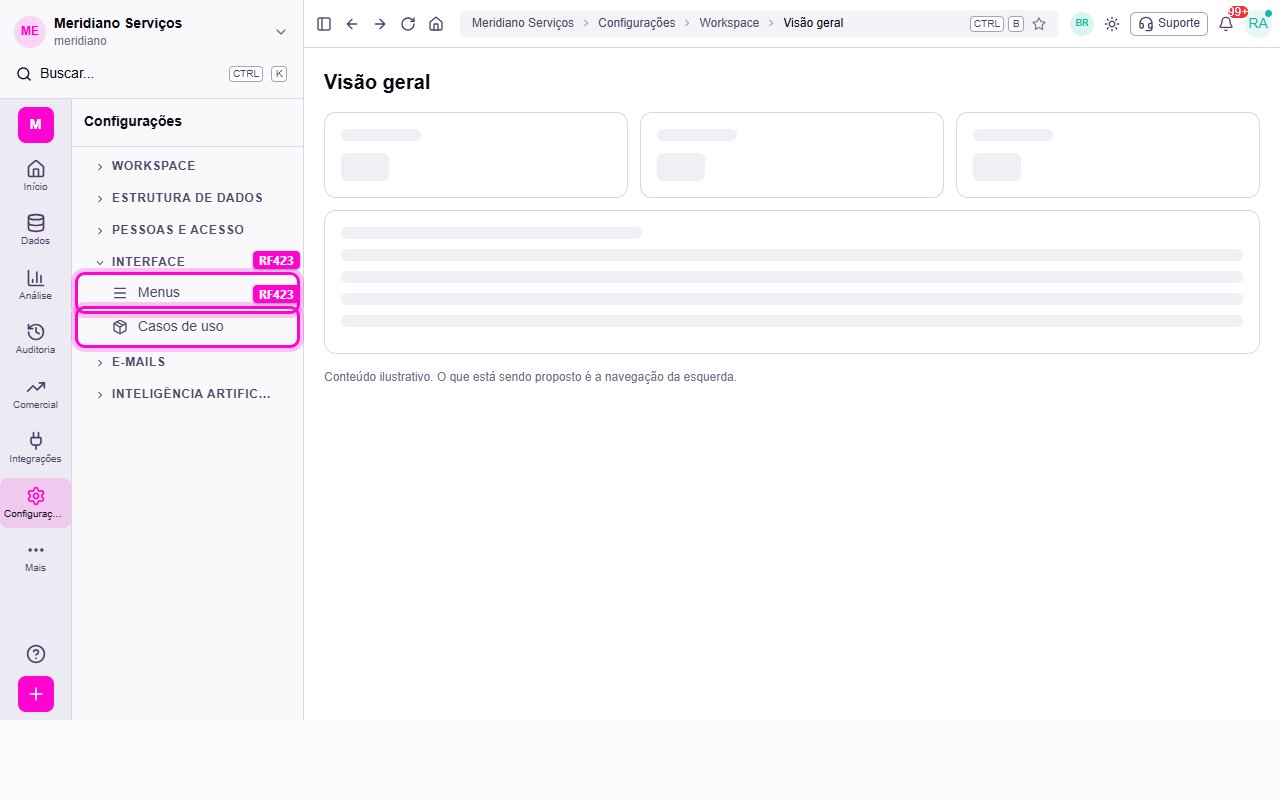 ME
Meridiano Serviços
meridiano
Buscar...
CTRL K
M
Início
Dados
Análise
Auditoria
Comercial
Integrações
Configuraç...
Mais
Configurações
WORKSPACE
ESTRUTURA DE DADOS
PESSOAS E ACESSO
INTERFACE
RF423
Menus
RF423
Casos de uso
E-MAILS
INTELIGÊNCIA ARTIFIC...
Meridiano Serviços > Configurações > Workspace > Visão geral
CTRL B
BR
Suporte
99+
RA
Visão geral
Conteúdo ilustrativo. O que está sendo proposto é a navegação da esquerda.